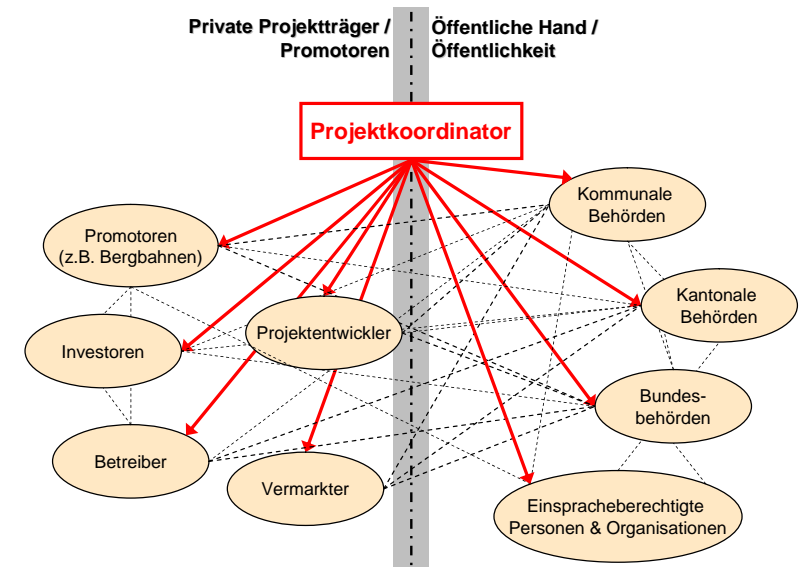 Private Projektträger /
Promotoren
Öffentliche Hand /
Öffentlichkeit
Projektkoordinator
Kommunale
Behörden
Promotoren
(z.B. Bergbahnen)
Kantonale
Behörden
Projektentwickler
Investoren
Bundes-
behörden
Betreiber
Vermarkter
Einspracheberechtigte
Personen & Organisationen